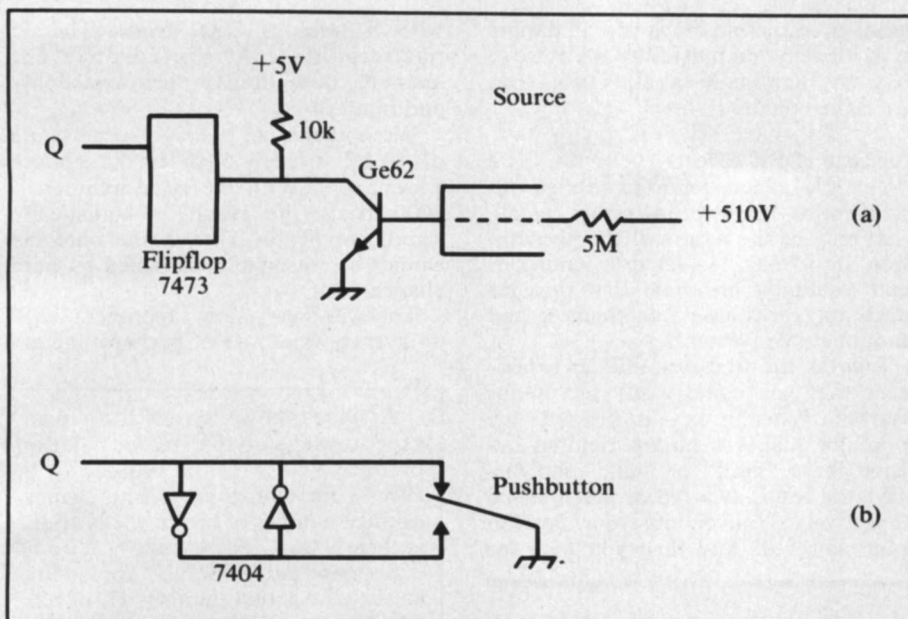 +5V
Source
Q
10k
Ge62
+510V
(a)
5M
Flipflop
7473
Q
Pushbutton
(b)
7404